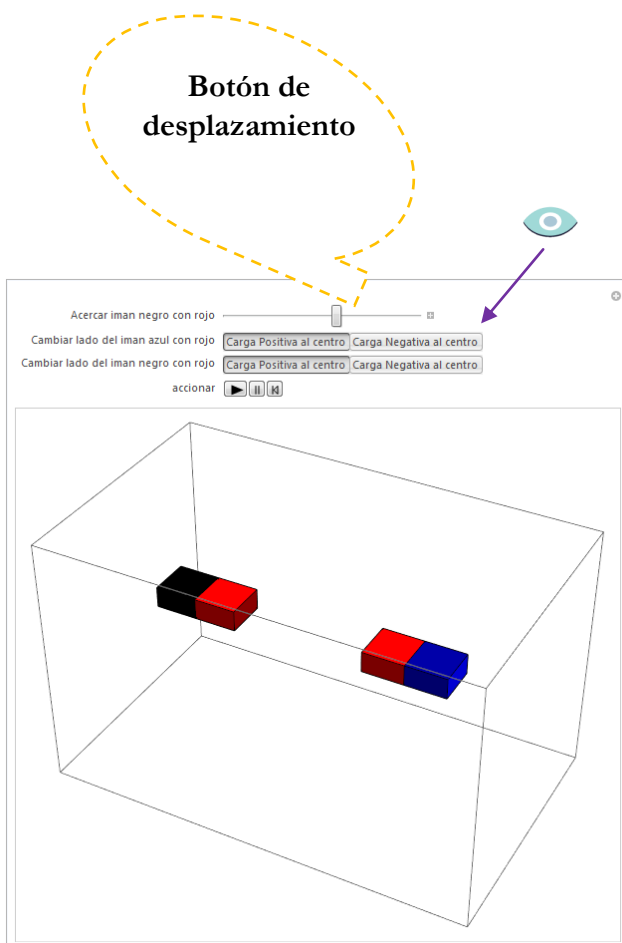 Botón de
desplazamiento
Acercar iman negro con rojo
Cambiar lado del iman azul con rojo Carga Positiva al centro Carga Negativa al centro
Cambiar lado del iman negro con rojo Carga Positiva al centro Carga Negativa al centro
accionar